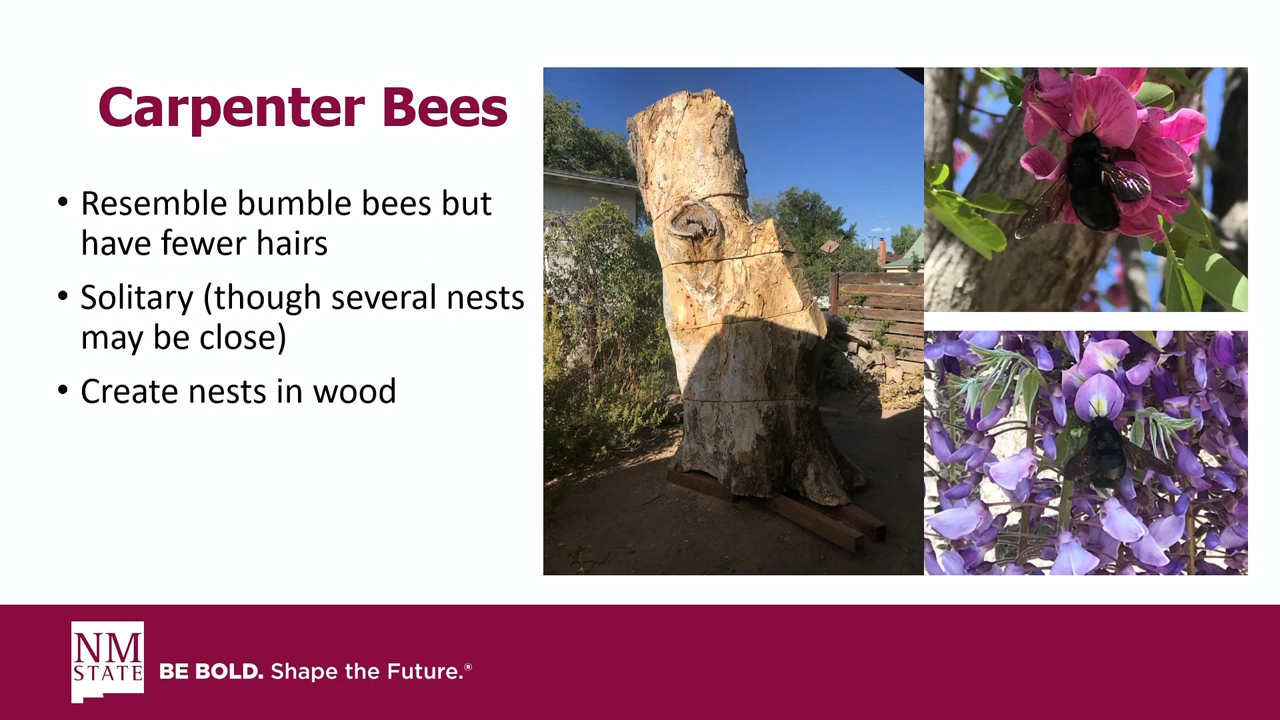 Carpenter Bees
• Resemble bumble bees but
have fewer hairs
• Solitary (though several nests
may be close)
• Create nests in wood
NM
STATE
BE BOLD. Shape the Future.®